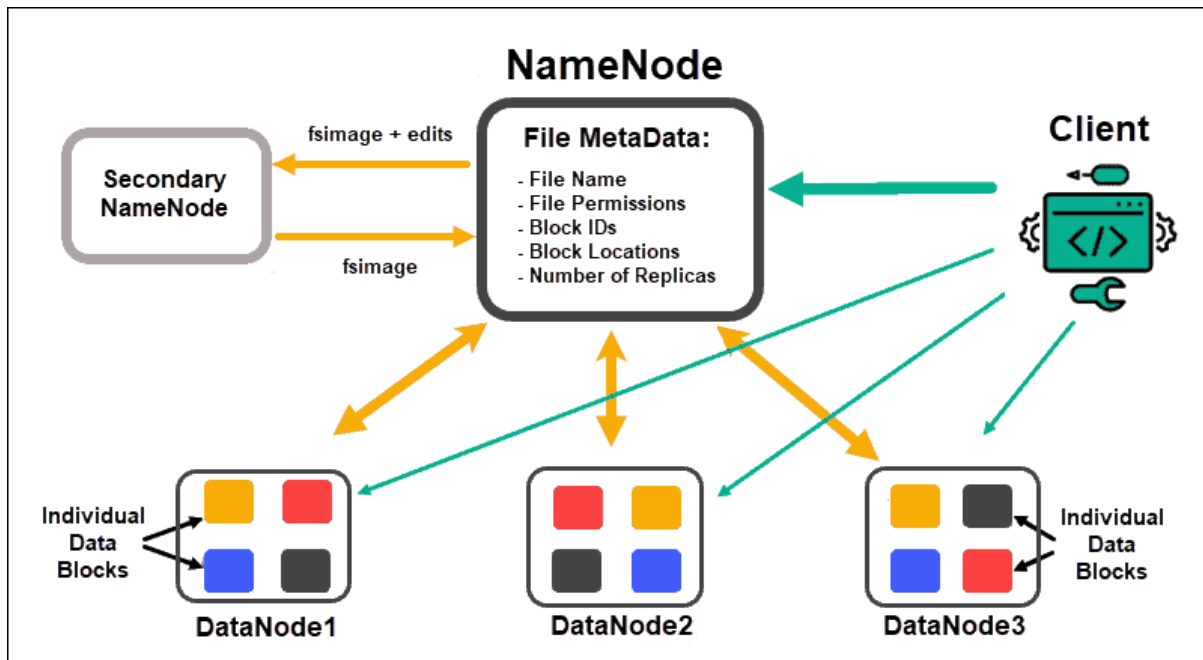 NameNode
File MetaData:
- File Name
- File Permissions
- Block IDs
- Block Locations
- Number of Replicas
fsimage + edits
Secondary
NameNode
fsimage
Client
</>
Individual
Data
Blocks
DataNode1
DataNode2
DataNode3
Individual
Data
Blocks